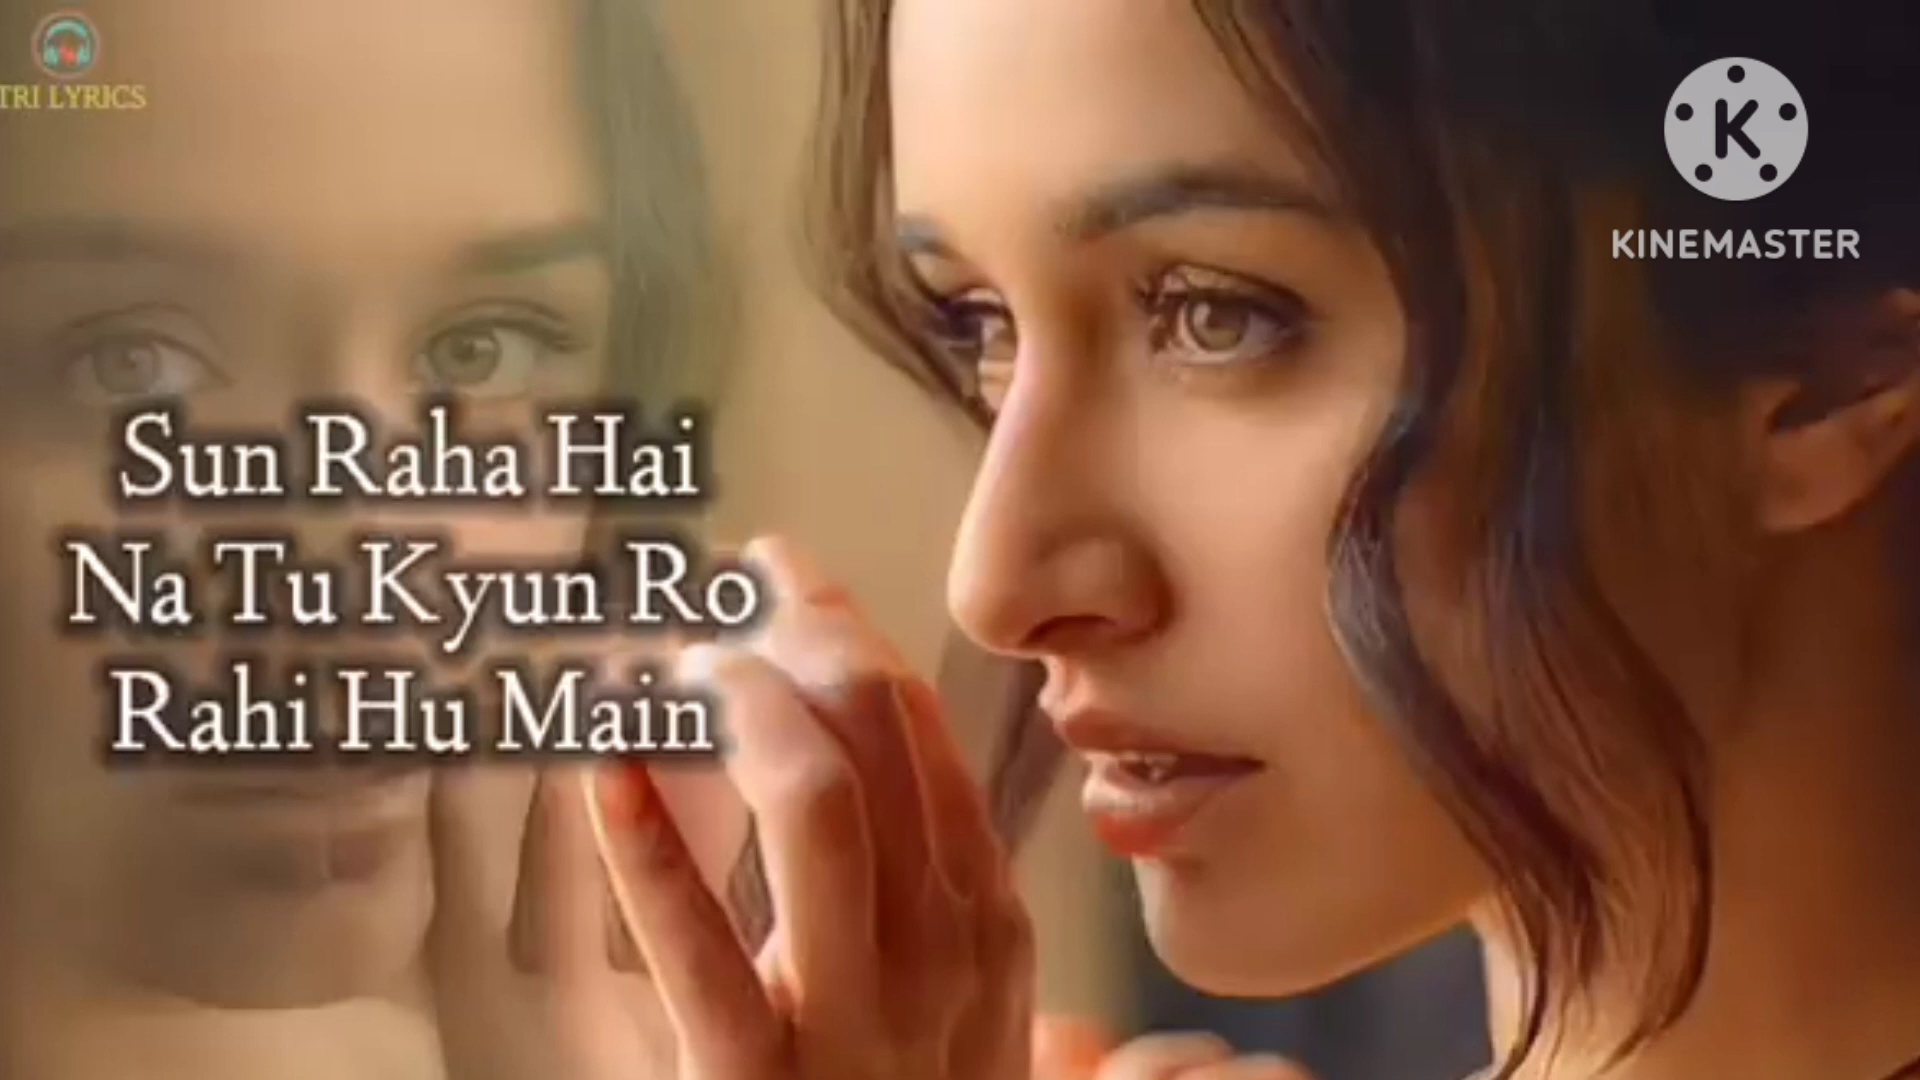 TRI LYRICS
KINEMASTER
Sun Raha Hai
Na Tu Kyun Ro
Rahi Hu Main